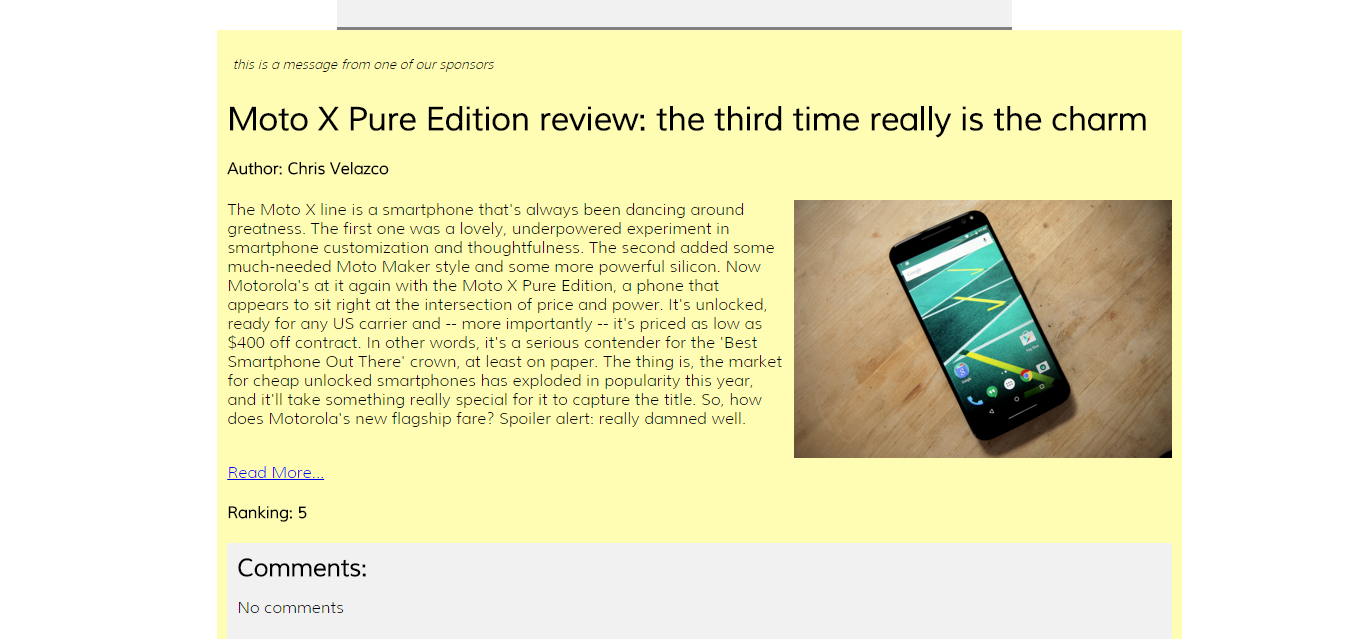 this is a message from one of our sponsors
Moto X Pure Edition review: the third time really is the charm
Author: Chris Velazco
The Moto X line is a smartphone that's always been dancing around
greatness. The first one was a lovely, underpowered experiment in
smartphone customization and thoughtfulness. The second added some
much-needed Moto Maker style and some more powerful silicon. Now
Motorola's at it again with the Moto X Pure Edition, a phone that
appears to sit right at the intersection of price and power. It's unlocked,
ready for any US carrier and -- more importantly -- it's priced as low as
$400 off contract. In other words, it's a serious contender for the 'Best
Smartphone Out There' crown, at least on paper. The thing is, the market
for cheap unlocked smartphones has exploded in popularity this year,
and it'll take something really special for it to capture the title. So, how
does Motorola's new flagship fare? Spoiler alert: really damned well.
Read More...
Ranking: 5
Comments:
No comments